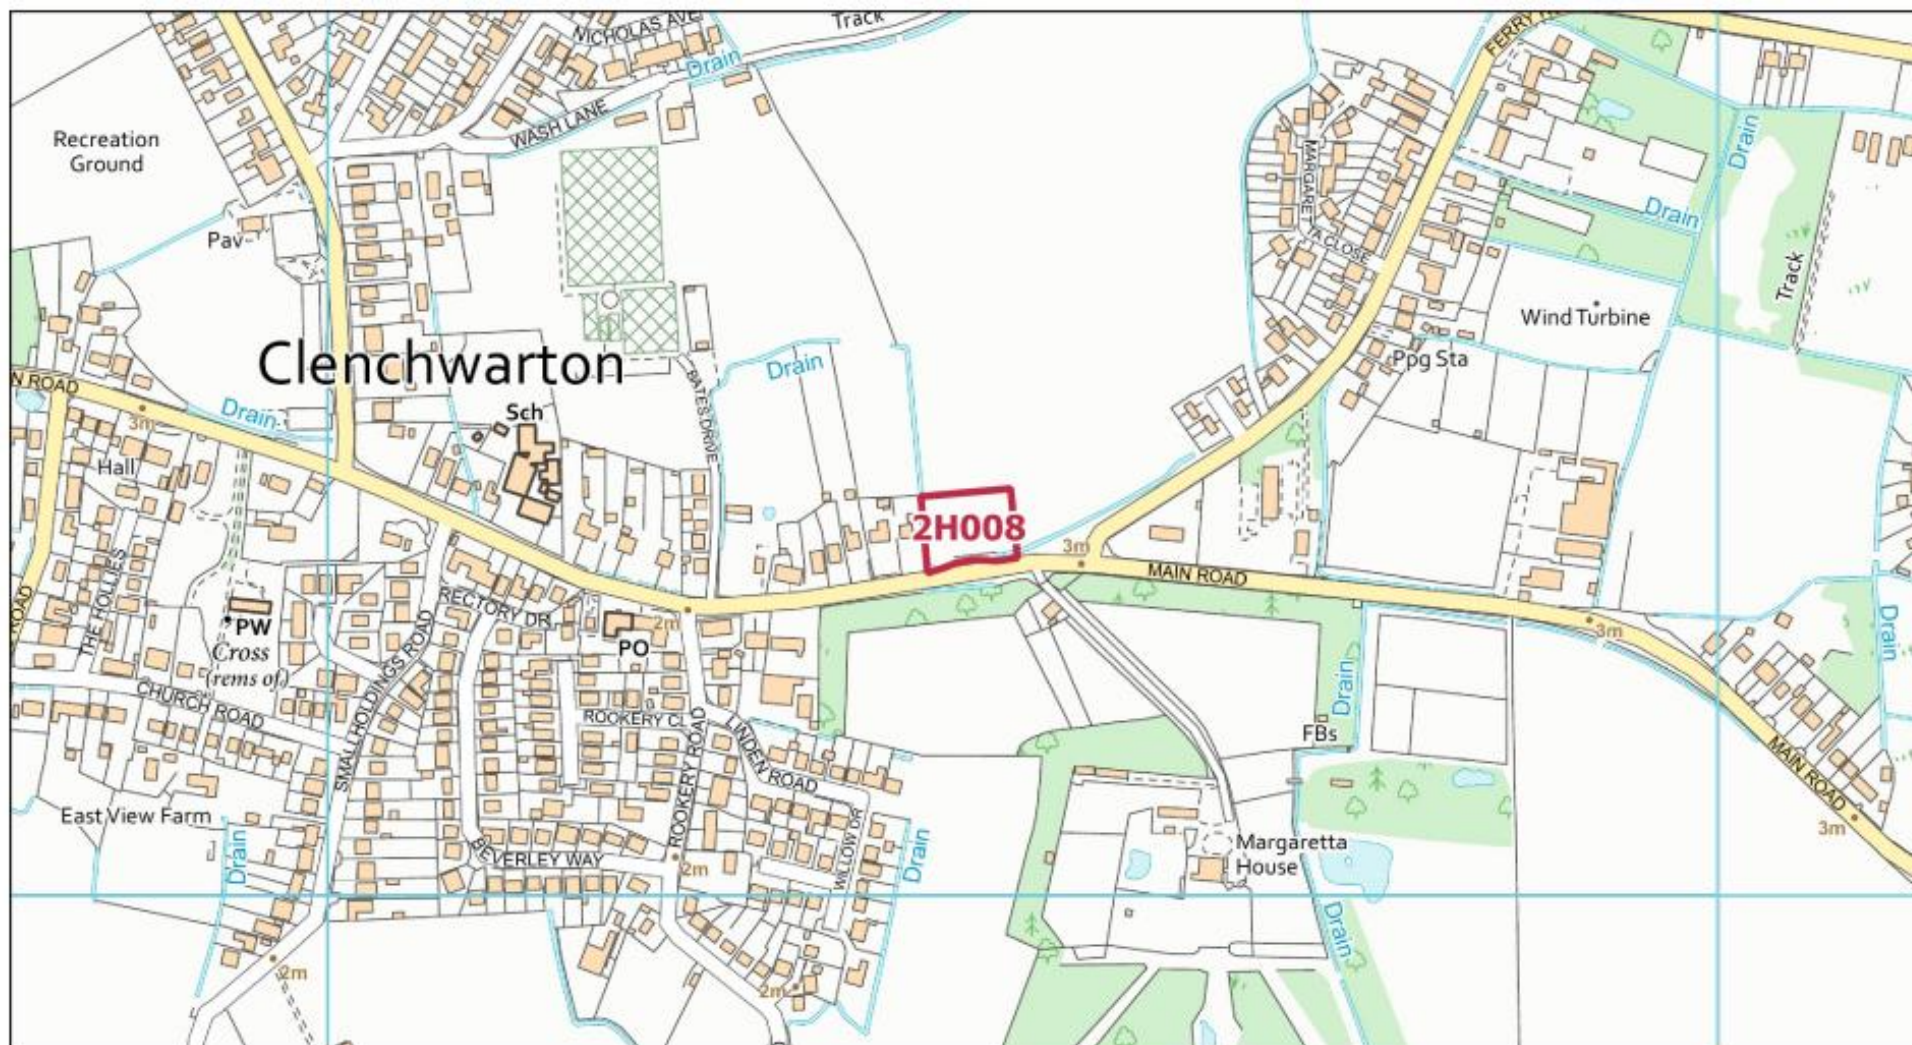 NICHOLAS AVE
Track
FERRY
Drain
WASH LANE
Recreation
Ground
Drain
MARGARETTA CLOSE
Drain
Pav
Track
Wind Turbine
Ppg Sta
Clenchwarton
Drain
BATES DRIVE
N ROAD
3m
Drain
Sch
Hall
2H008
3m
MAIN ROAD
THE HOLLIES
ROAD
RECTORY DR
2m
3m
PW
Cross
(rems of)
PO
Drain
Drain
SMALLHOLDINGS ROAD
CHURCH ROAD
ROOKERY CL
ROOKERY ROAD
LINDEN ROAD
FBs
MAIN ROAD
East View Farm
Drain
3m
BEVERLEY WAY
WILLOW DR
Drain
2m
Margaretta
House
Drain
2m
2m